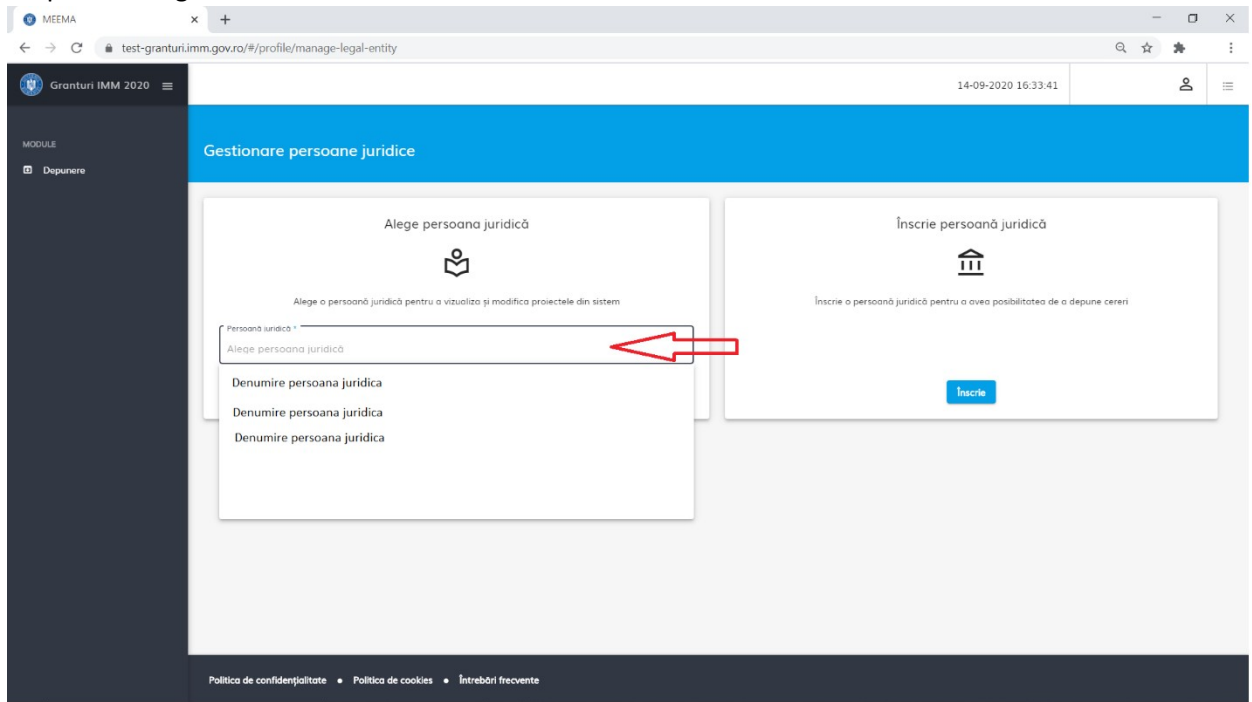 MEEMA
test-granturi.imm.gov.ro/#/profile/manage-legal-entity
Granturi IMM 2020
14-09-2020 16:33:41
MODULE
Depunere
Gestionare persoane juridice
Alege persoana juridică
Alege o persoană juridică pentru a vizualiza și modifica proiectele din sistem
Persoană juridică *
Alege persoana juridică
Denumire persoana juridica
Denumire persoana juridica
Denumire persoana juridica
Înscrie persoană juridică
Înscrie o persoană juridică pentru a avea posibilitatea de a depune cereri
Înscrie
Politica de confidențialitate • Politica de cookies • Întrebări frecvente